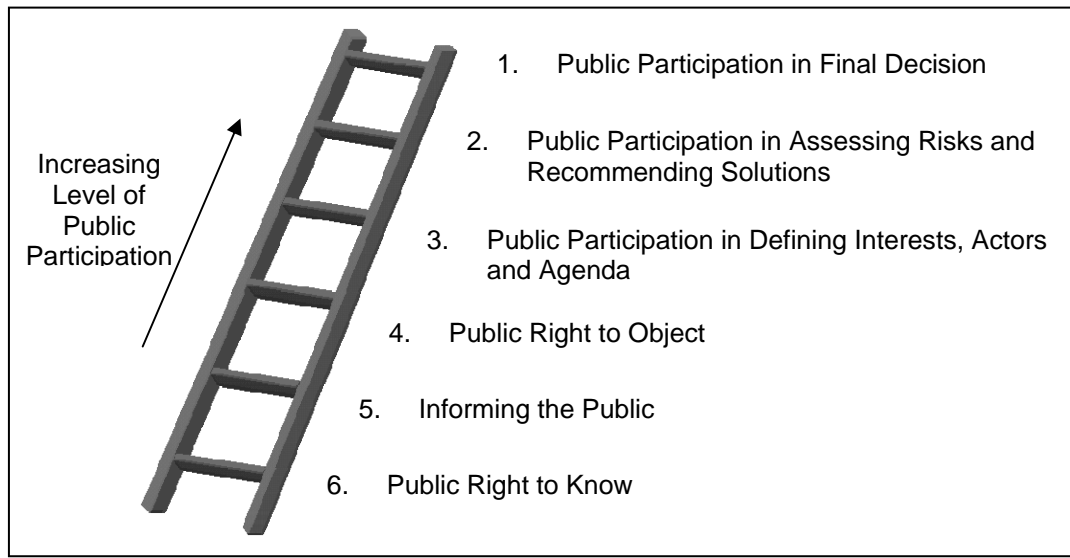 1. Public Participation in Final Decision
2. Public Participation in Assessing Risks and
Recommending Solutions
Increasing
Level of
Public
Participation
3. Public Participation in Defining Interests, Actors
and Agenda
4. Public Right to Object
5. Informing the Public
6. Public Right to Know